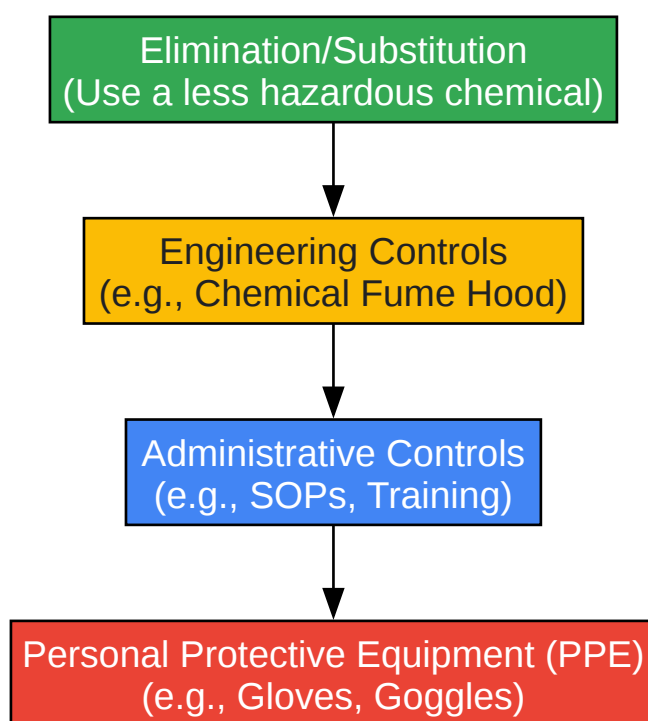 Elimination/Substitution
(Use a less hazardous chemical)
Engineering Controls
(e.g., Chemical Fume Hood)
Administrative Controls
(e.g., SOPs, Training)
Personal Protective Equipment (PPE)
(e.g., Gloves, Goggles)